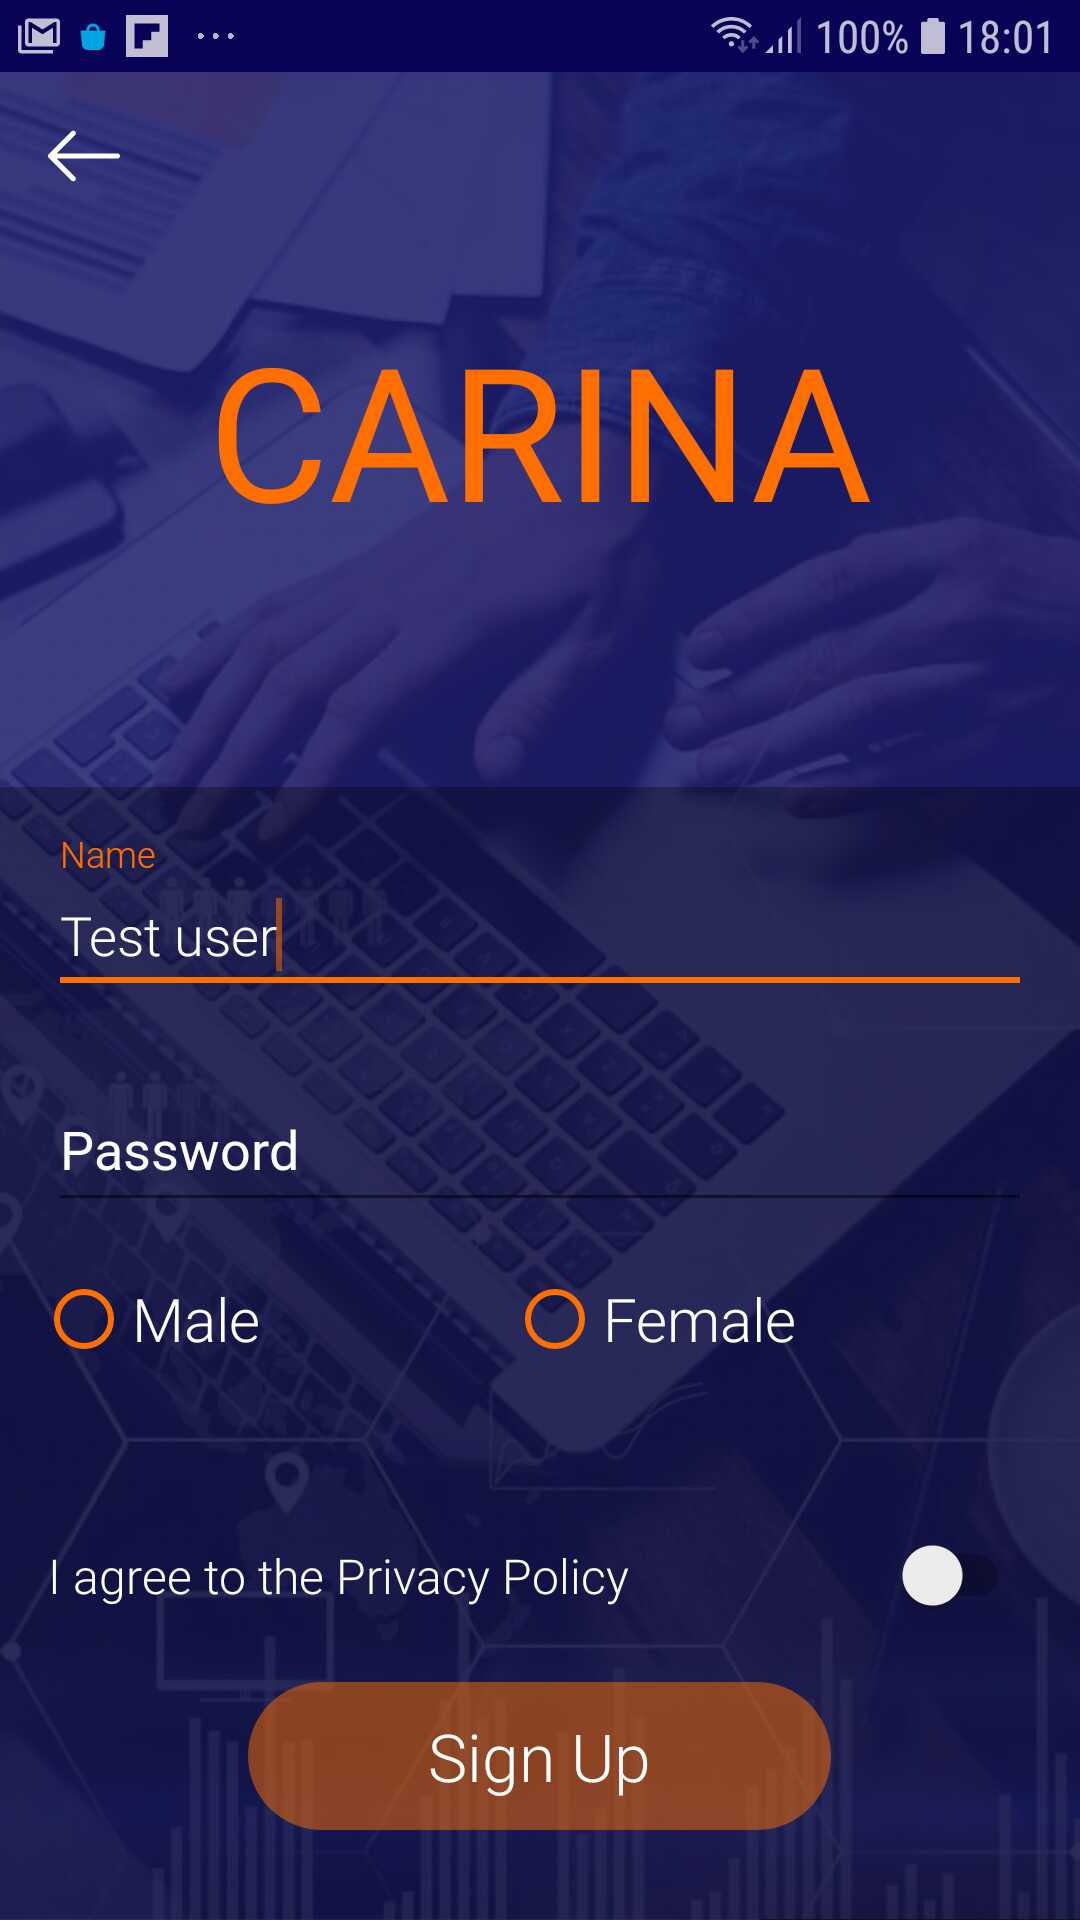 100% 18:01
CARINA
Name
Test user
Password
Male Female
I agree to the Privacy Policy
Sign Up